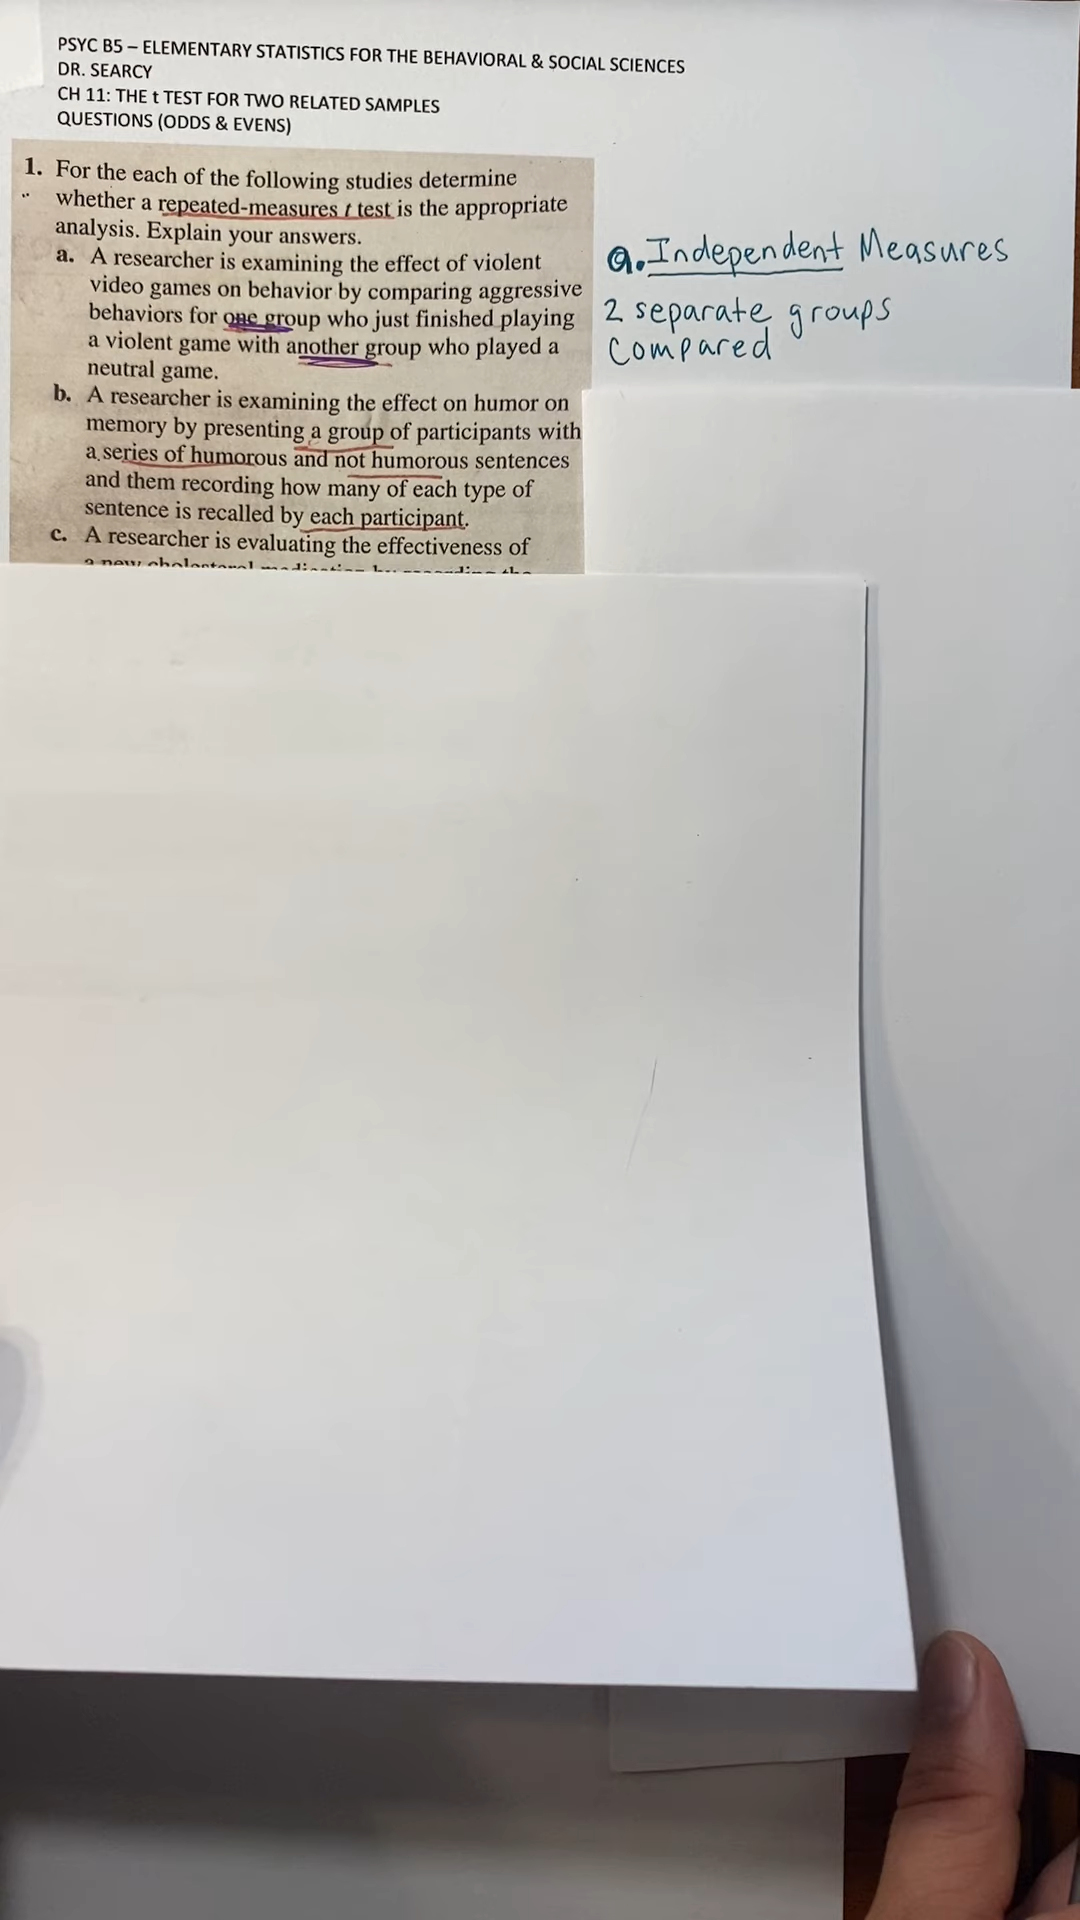 PSYC B5 – ELEMENTARY STATISTICS FOR THE BEHAVIORAL & SOCIAL SCIENCES
DR. SEARCY
CH 11: THE t TEST FOR TWO RELATED SAMPLES
QUESTIONS (ODDS & EVENS)
1. For the each of the following studies determine
whether a repeated-measures t test is the appropriate
analysis. Explain your answers.
a. A researcher is examining the effect of violent
video games on behavior by comparing aggressive
behaviors for one group who just finished playing
a violent game with another group who played a
neutral game.
b. A researcher is examining the effect on humor on
memory by presenting a group of participants with
a series of humorous and not humorous sentences
and them recording how many of each type of
sentence is recalled by each participant.
c. A researcher is evaluating the effectiveness of
a new cholesterol medication by recording the
a. Independent Measures
2 separate groups
Compared